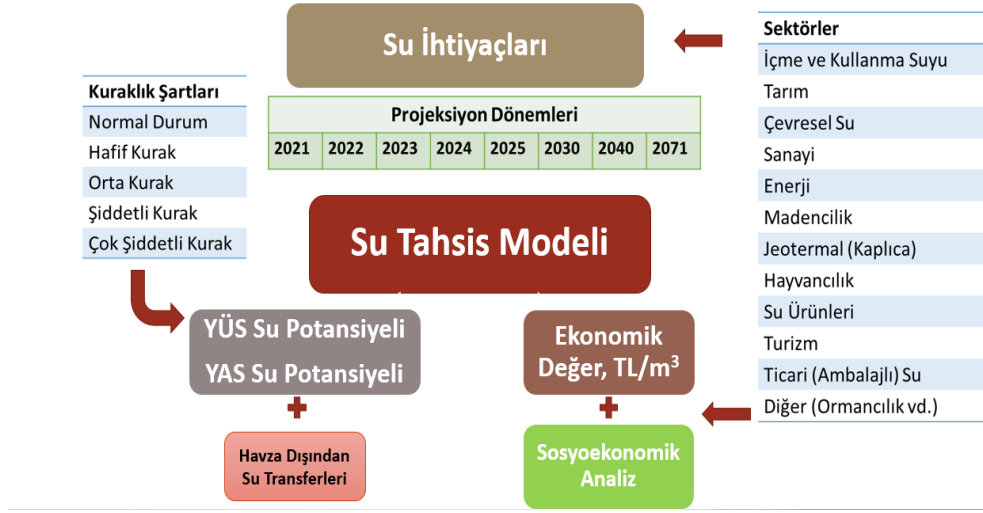 Su İhtiyaçları
Kuraklık Şartları
Normal Durum
Hafif Kurak
Orta Kurak
Şiddetli Kurak
Çok Şiddetli Kurak
Projeksiyon Dönemleri
2021 2022 2023 2024 2025 2030 2040 2071
Su Tahsis Modeli
YÜS Su Potansiyeli
YAS Su Potansiyeli
Havza Dışından
Su Transferleri
Ekonomik
Değer, TL/m³
Sosyoekonomik
Analiz
Sektörler
İçme ve Kullanma Suyu
Tarım
Çevresel Su
Sanayi
Enerji
Madencilik
Jeotermal (Kaplıca)
Hayvancılık
Su Ürünleri
Turizm
Ticari (Ambalajlı) Su
Diğer (Ormancılık vd.)